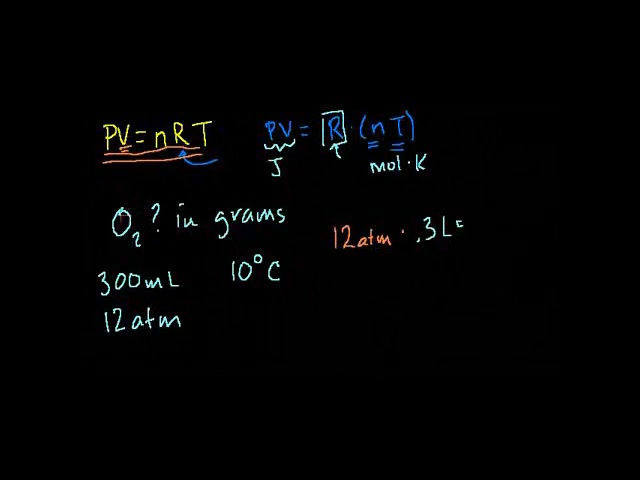 PV = nRT
PV = R · (nT)
J
mol·K
O₂ ? in grams
12atm · .3L =
300mL 10°C
12atm